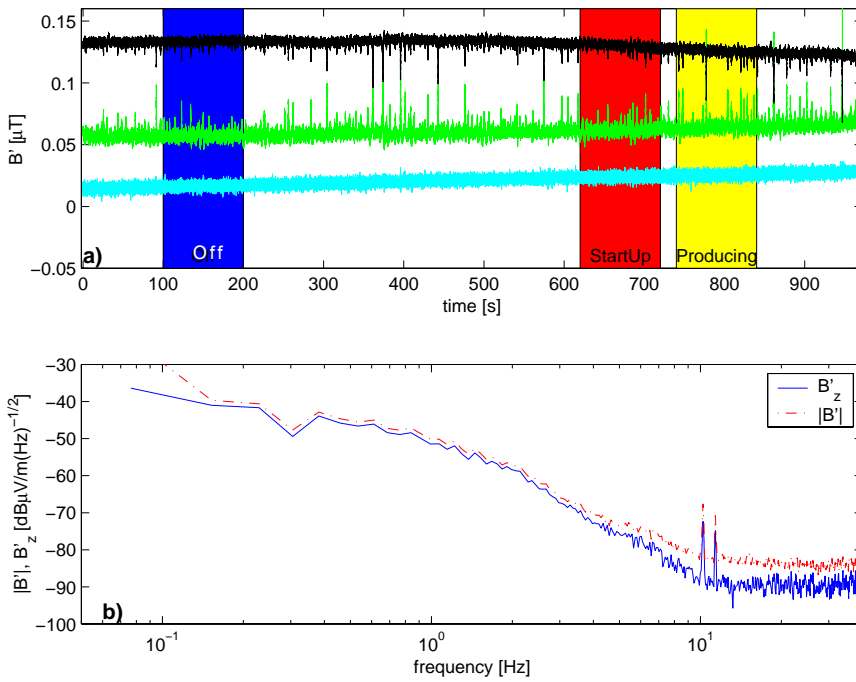 0.15
0.1
0.05
0
−0.05
B' [μT]
a)
Off
StartUp
Producing
0 100 200 300 400 500 600 700 800 900
time [s]
−30
−40
−50
−60
−70
−80
−90
−100
|B'|, B'z [dBμV/m(Hz)−1/2]
B'z
|B'|
b)
10−1 100 101
frequency [Hz]